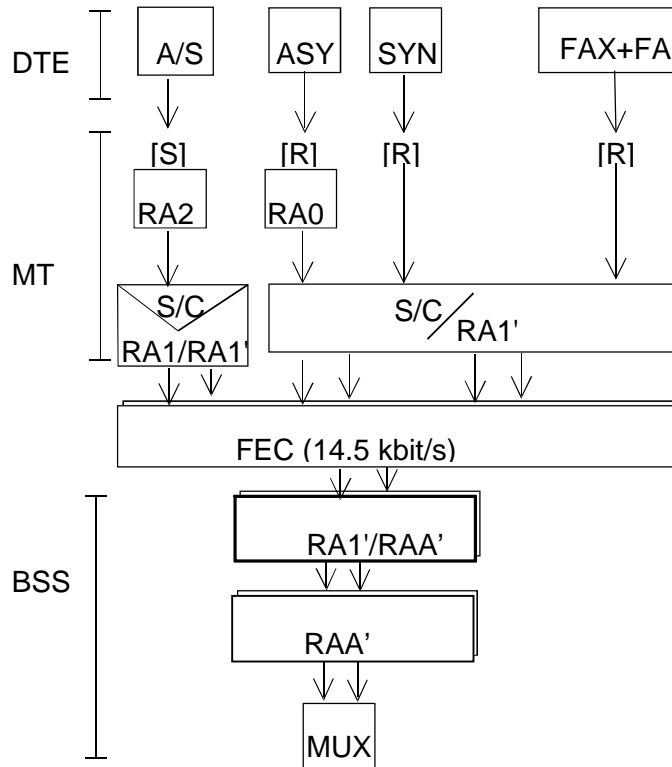 DTE
A/S
ASY
SYN
FAX+FA
[S]
[R]
[R]
[R]
MT
RA2
RA0
S/C
RA1/RA1'
S/C
RA1'
FEC (14.5 kbit/s)
BSS
RA1'/RAA’
RAA’
MUX